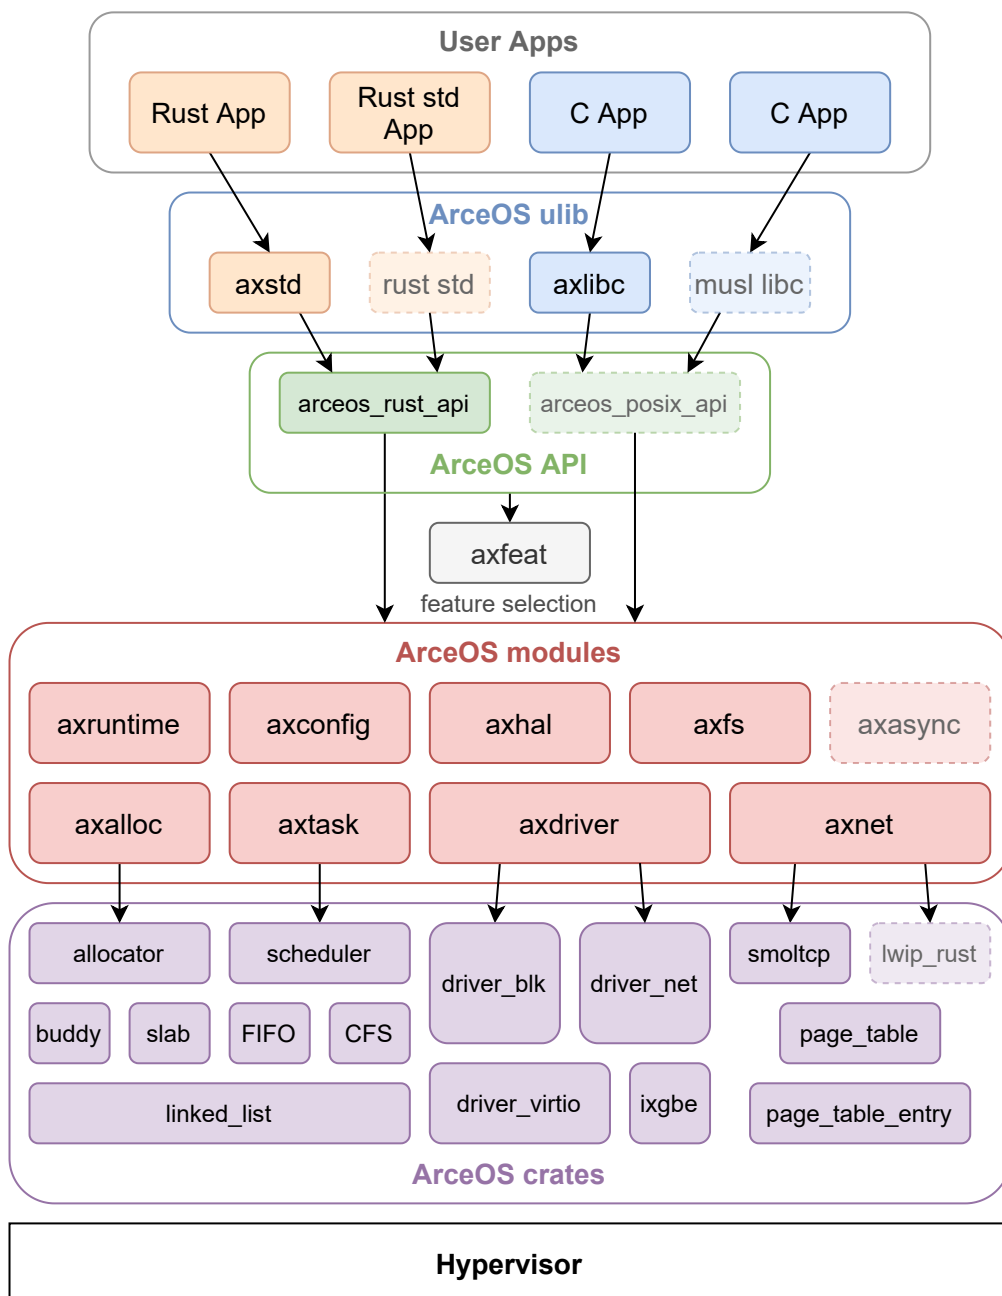 User Apps
Rust App
Rust std
App
C App
C App
ArceOS ulib
axstd
rust std
axlibc
musl libc
arceos_rust_api
arceos_posix_api
ArceOS API
axfeat
feature selection
ArceOS modules
axruntime
axconfig
axhal
axfs
axasync
axalloc
axtask
axdriver
axnet
allocator
scheduler
driver_blk
driver_net
smoltcp
lwip_rust
buddy
slab
FIFO
CFS
page_table
linked_list
driver_virtio
ixgbe
page_table_entry
ArceOS crates
Hypervisor